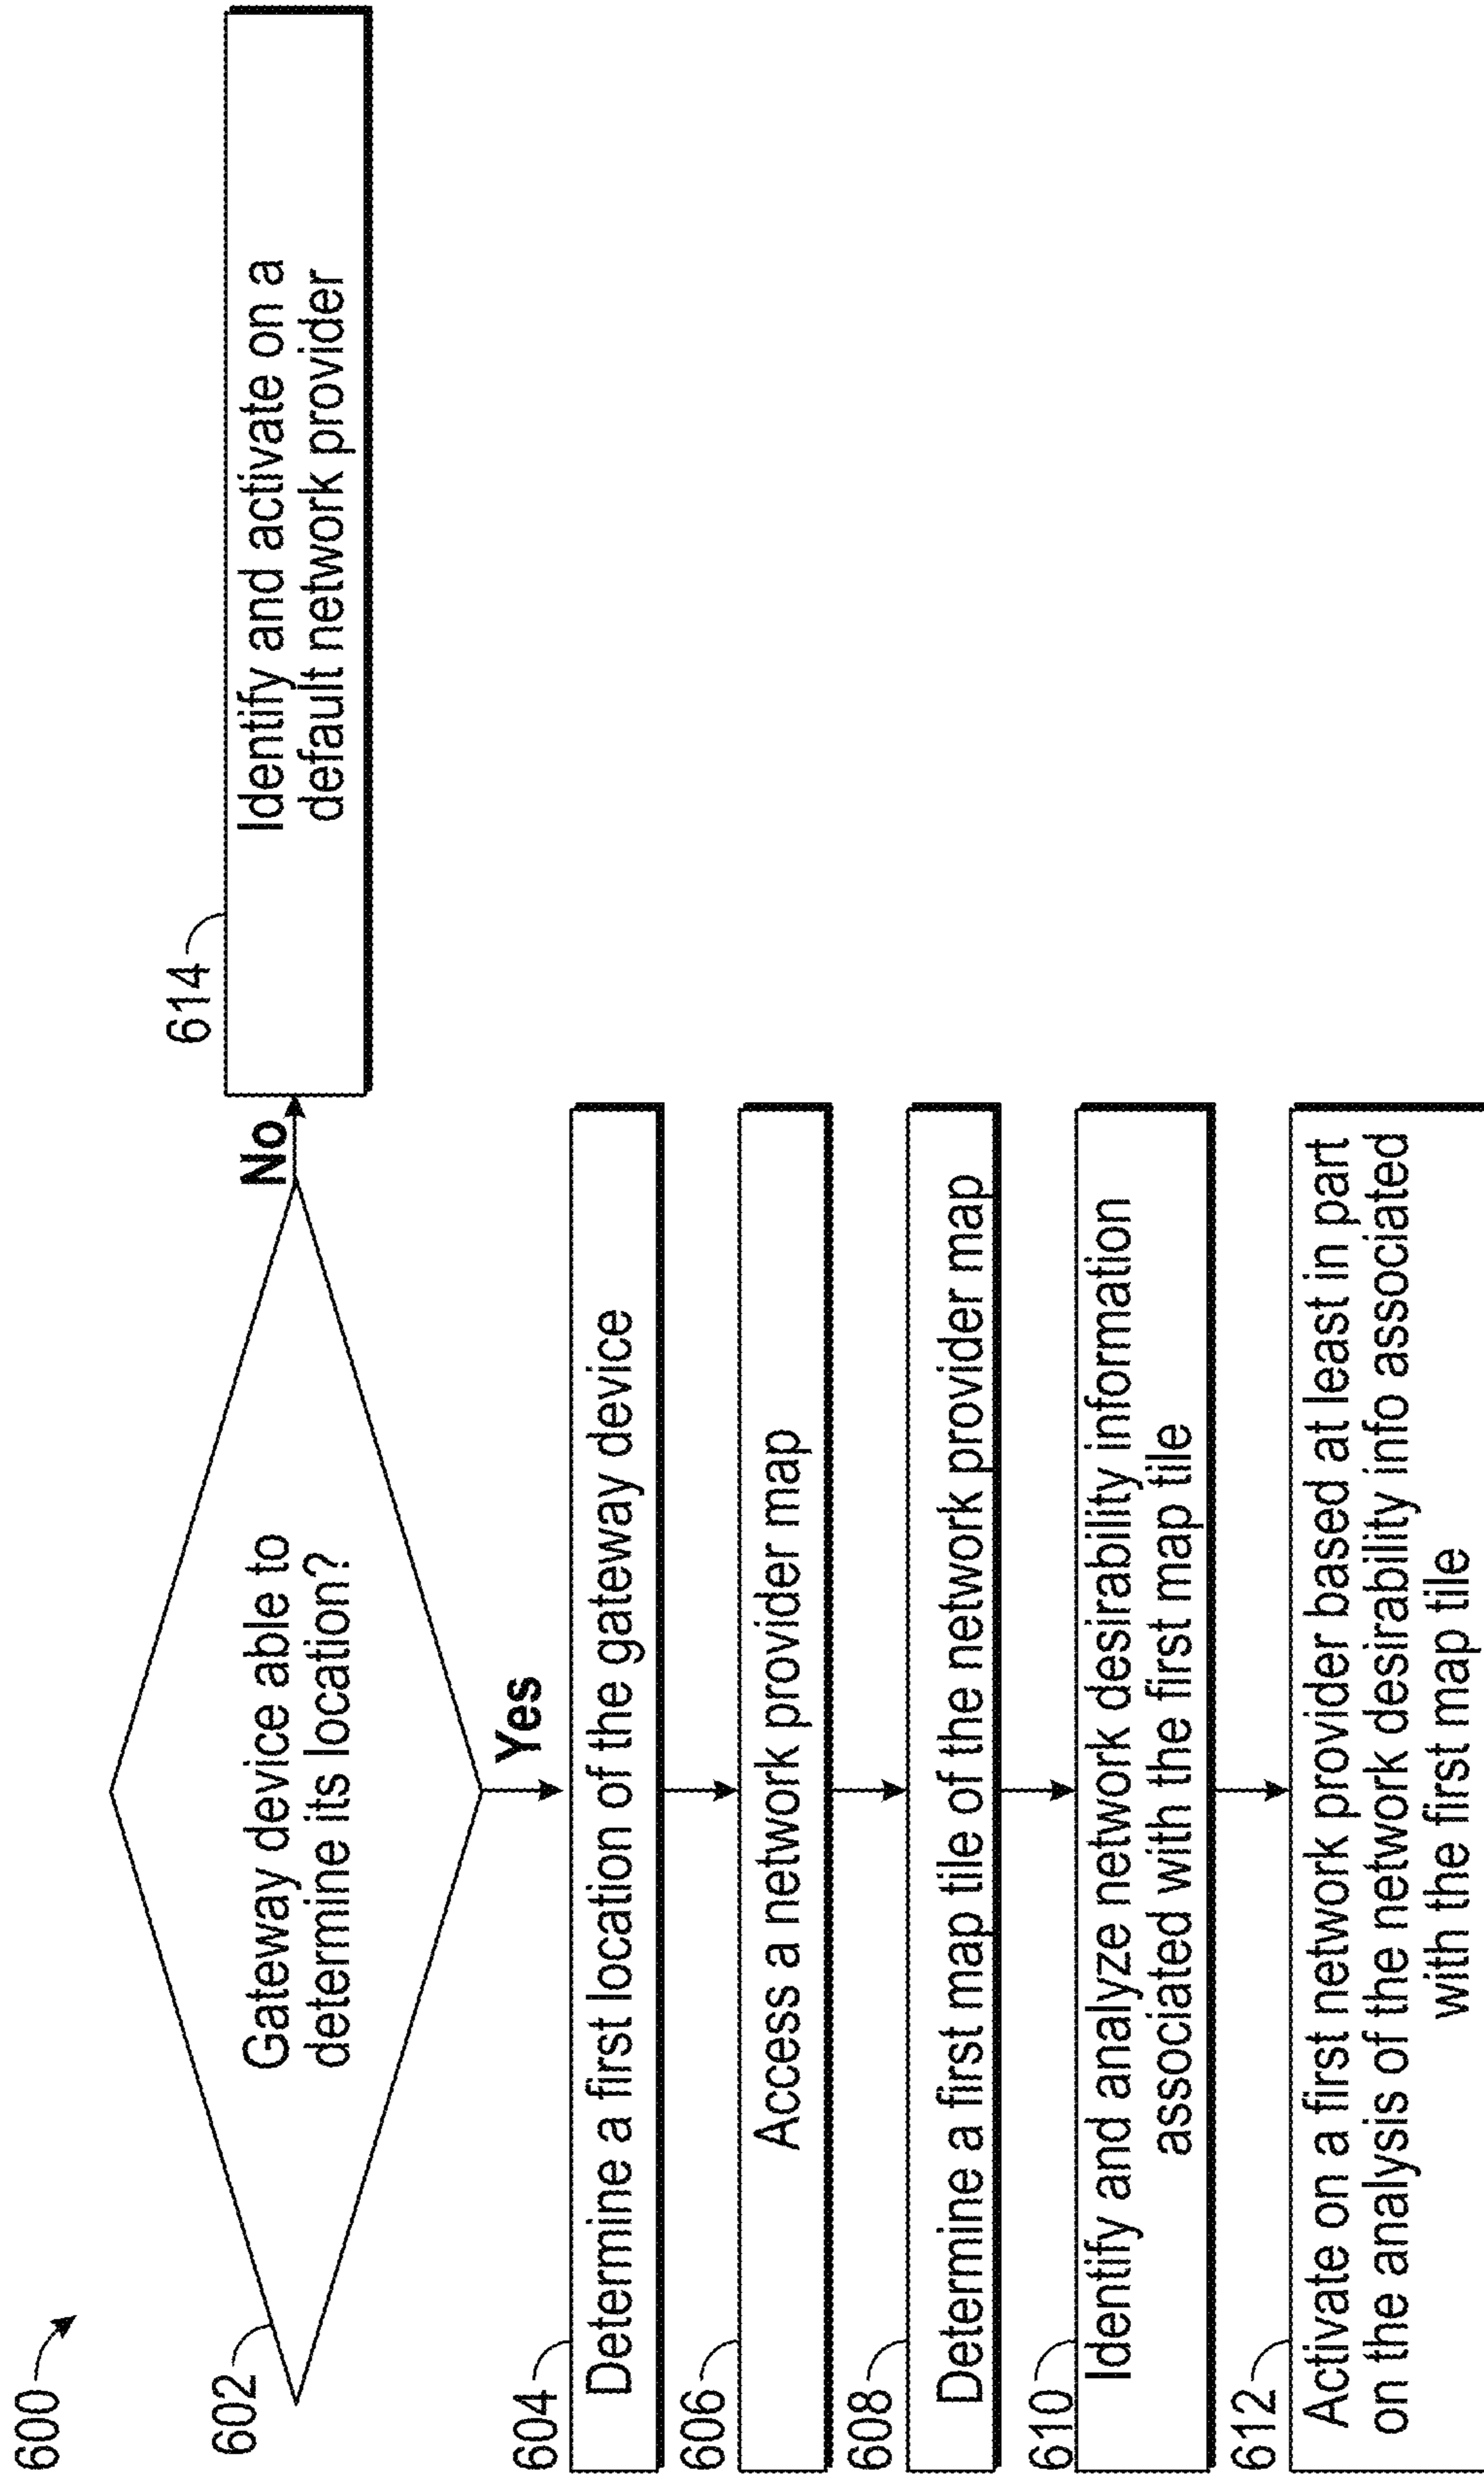 600
602
Gateway device able to
determine its location?
No
614
Identify and activate on a
default network provider
Yes
604
Determine a first location of the gateway device
606
Access a network provider map
608
Determine a first map tile of the network provider map
610
Identify and analyze network desirability information
associated with the first map tile
612
Activate on a first network provider based at least in part
on the analysis of the network desirability info associated
with the first map tile